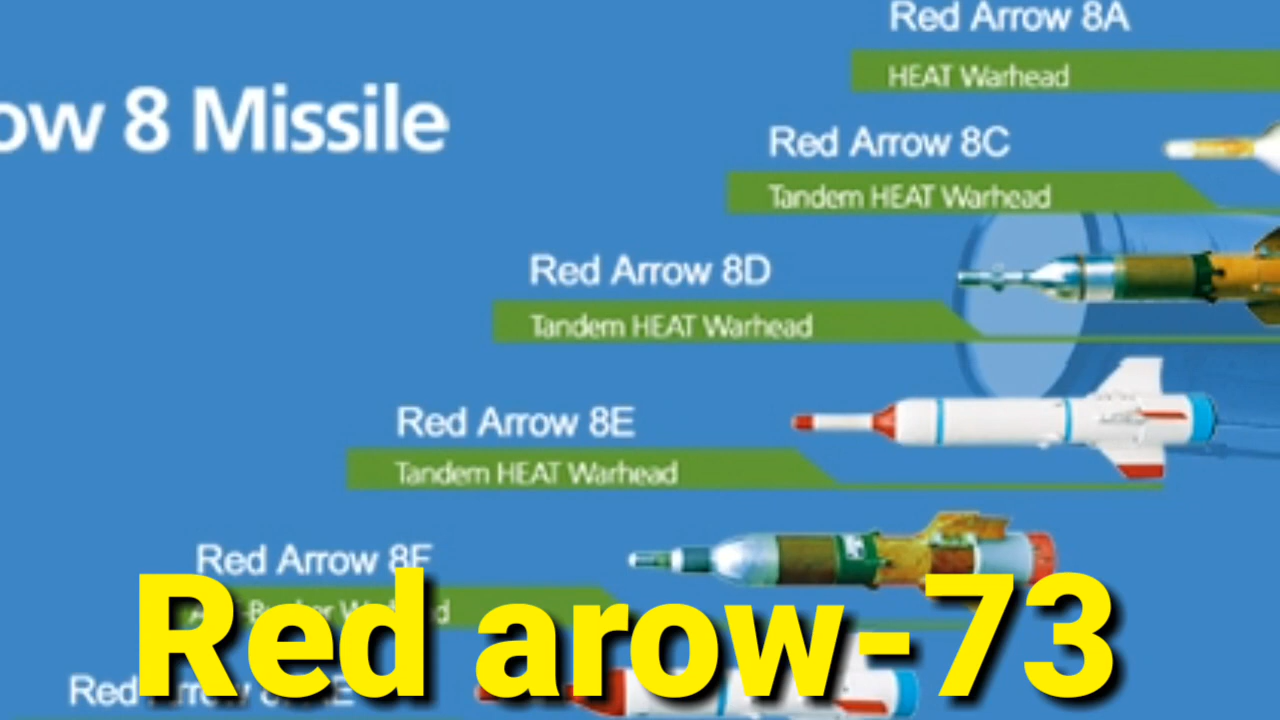 Red Arrow 8A
HEAT Warhead
ow 8 Missile
Red Arrow 8C
Tandem HEAT Warhead
Red Arrow 8D
Tandem HEAT Warhead
Red Arrow 8E
Tandem HEAT Warhead
Red Arrow 8F
Red arow-73
Red